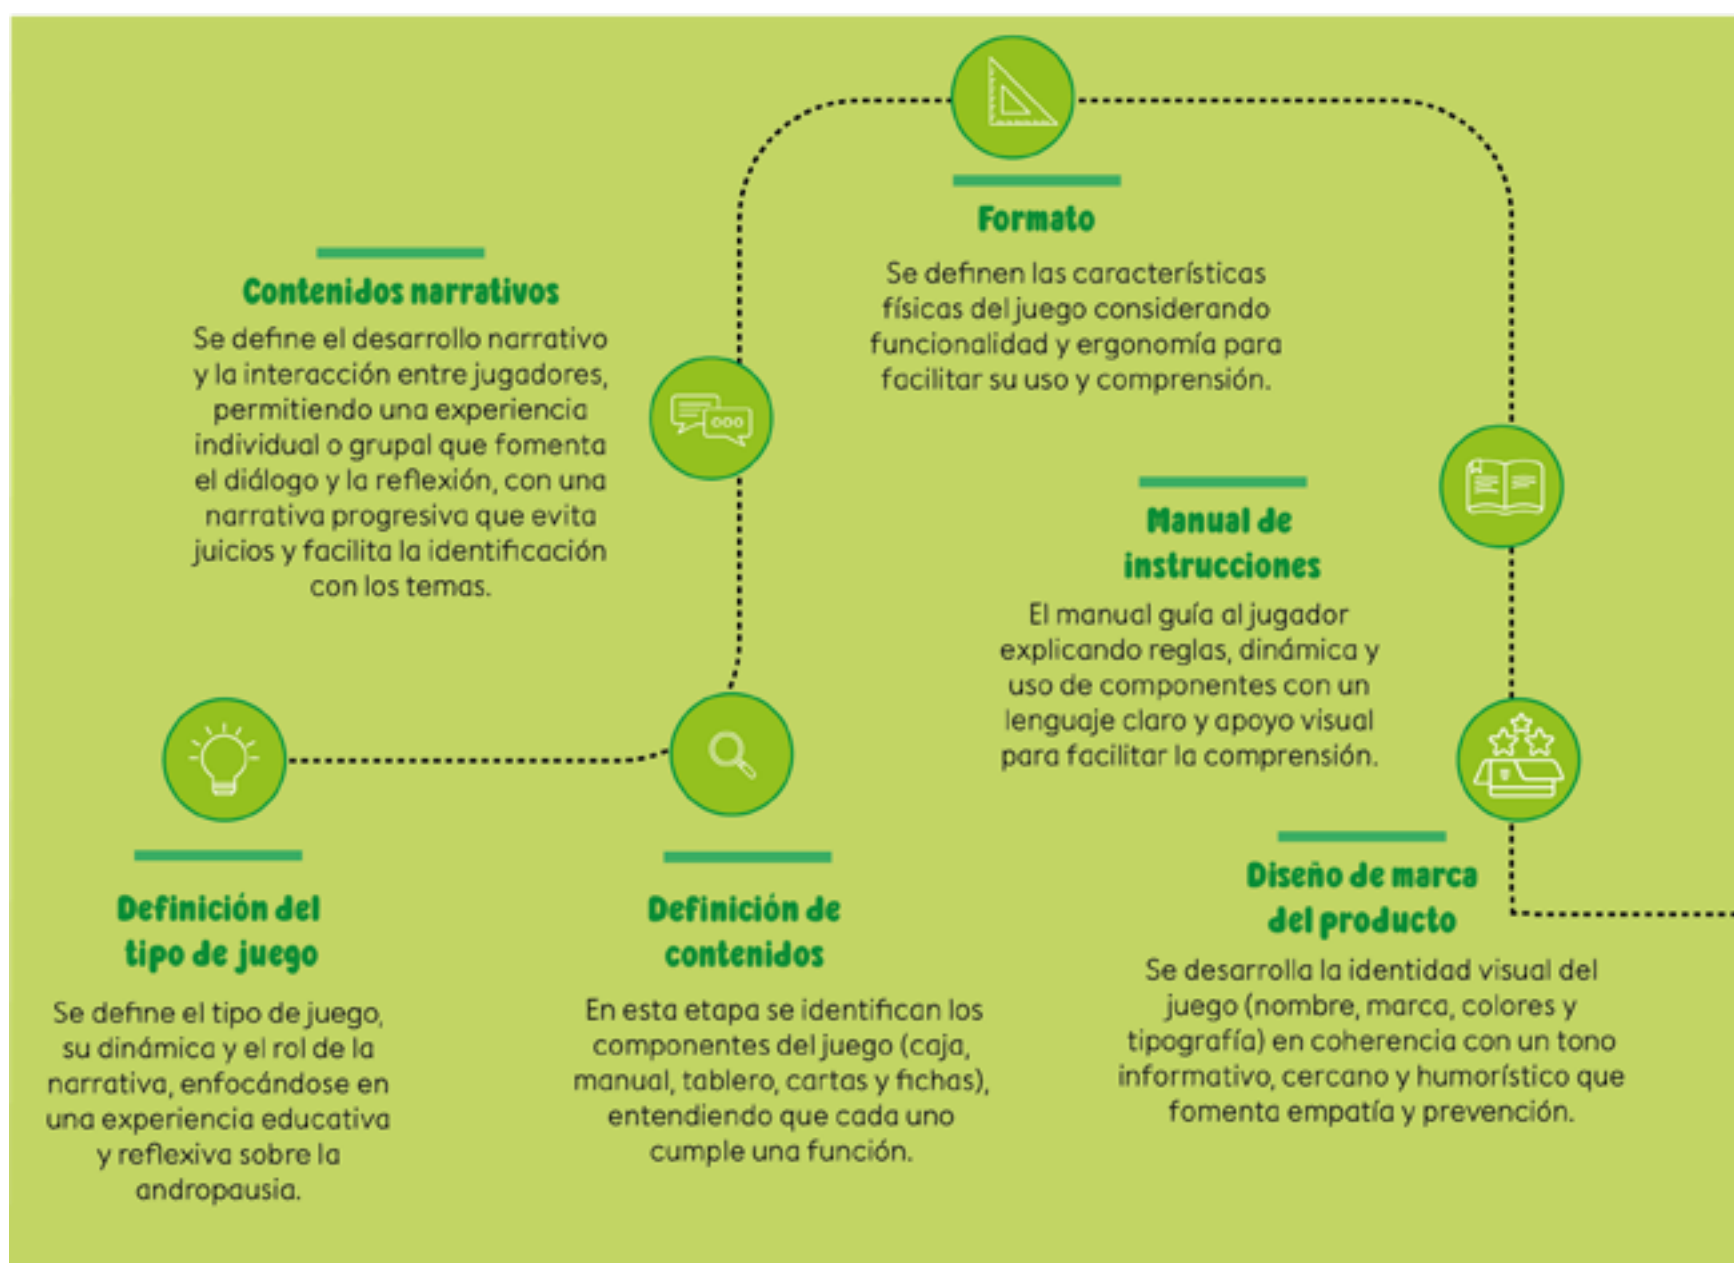 Formato
Se definen las características
físicas del juego considerando
funcionalidad y ergonomía para
facilitar su uso y comprensión.
Contenidos narrativos
Se define el desarrollo narrativo
y la interacción entre jugadores,
permitiendo una experiencia
individual o grupal que fomenta
el diálogo y la reflexión, con una
narrativa progresiva que evita
juicios y facilita la identificación
con los temas.
Manual de
instrucciones
El manual guía al jugador
explicando reglas, dinámica y
uso de componentes con un
lenguaje claro y apoyo visual
para facilitar la comprensión.
Definición del
tipo de juego
Se define el tipo de juego,
su dinámica y el rol de la
narrativa, enfocándose en
una experiencia educativa
y reflexiva sobre la
andropausia.
Definición de
contenidos
En esta etapa se identifican los
componentes del juego (caja,
manual, tablero, cartas y fichas),
entendiendo que cada uno
cumple una función.
Diseño de marca
del producto
Se desarrolla la identidad visual del
juego (nombre, marca, colores y
tipografía) en coherencia con un tono
informativo, cercano y humorístico que
fomenta empatía y prevención.